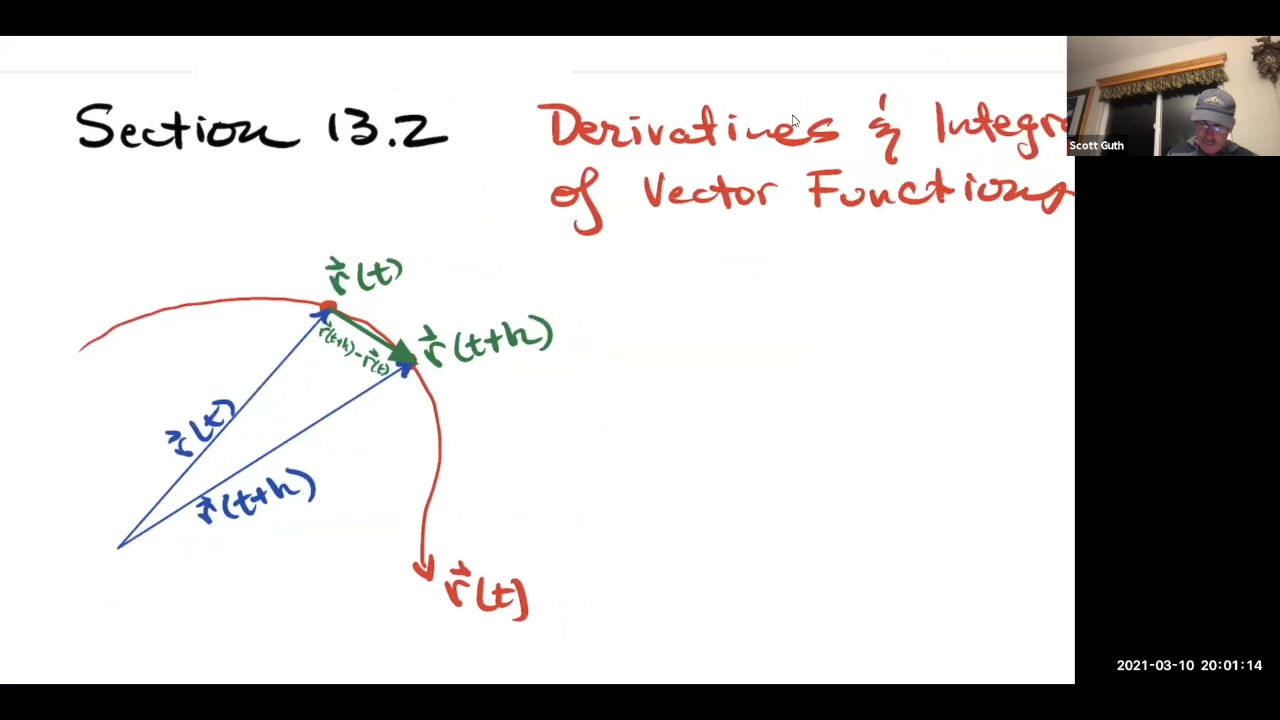 Section 13.2
Derivatives & Integr
of Vector Functions
Scott Guth
r⃗(t)
r⃗(t+h)
r⃗(t+h)-r⃗(t)
r⃗(t)
r⃗(t+h)
r⃗(t)
2021-03-10 20:01:14